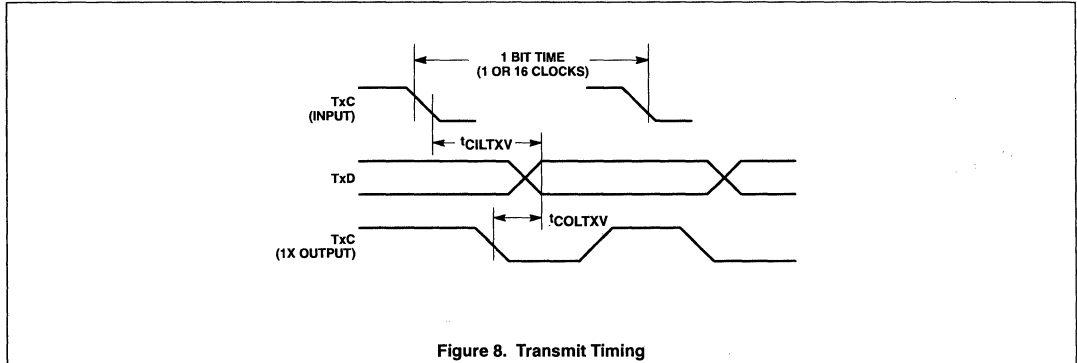 1 BIT TIME
(1 OR 16 CLOCKS)
TxC
(INPUT)
tCILTXV
TxD
tCOLTXV
TxC
(1X OUTPUT)
Figure 8. Transmit Timing